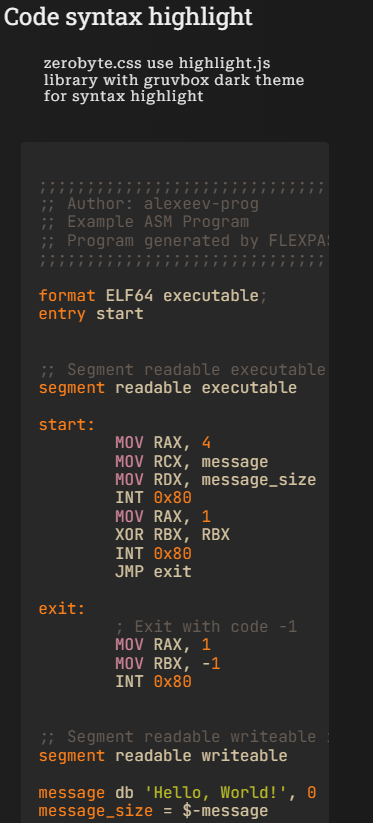 Code syntax highlight
zerobyte.css use highlight.js
library with gruvbox dark theme
for syntax highlight
;;;;;;;;;;;;;;;;;;;;;;;;;;;;;;
;; Author: alexeev-prog
;; Example ASM Program
;; Program generated by FLEXPAS
;;;;;;;;;;;;;;;;;;;;;;;;;;;;;;
format ELF64 executable;
entry start
;; Segment readable executable
segment readable executable
start:
MOV RAX, 4
MOV RCX, message
MOV RDX, message_size
INT 0x80
MOV RAX, 1
XOR RBX, RBX
INT 0x80
JMP exit
exit:
; Exit with code -1
MOV RAX, 1
MOV RBX, -1
INT 0x80
;; Segment readable writeable
segment readable writeable
message db 'Hello, World!', 0
message_size = $-message